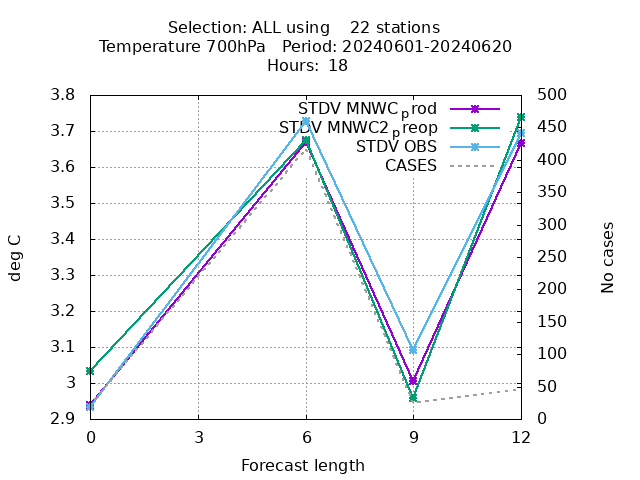 Selection: ALL using    22 stations
Temperature 700hPa   Period: 20240601-20240620
Hours:  18
3.8
3.7
3.6
3.5
3.4
3.3
3.2
3.1
3
2.9
500
450
400
350
300
250
200
150
100
50
0
STDV MNWCprod
STDV MNWC2preop
STDV OBS
CASES
deg C
No cases
0 3 6 9 12
Forecast length